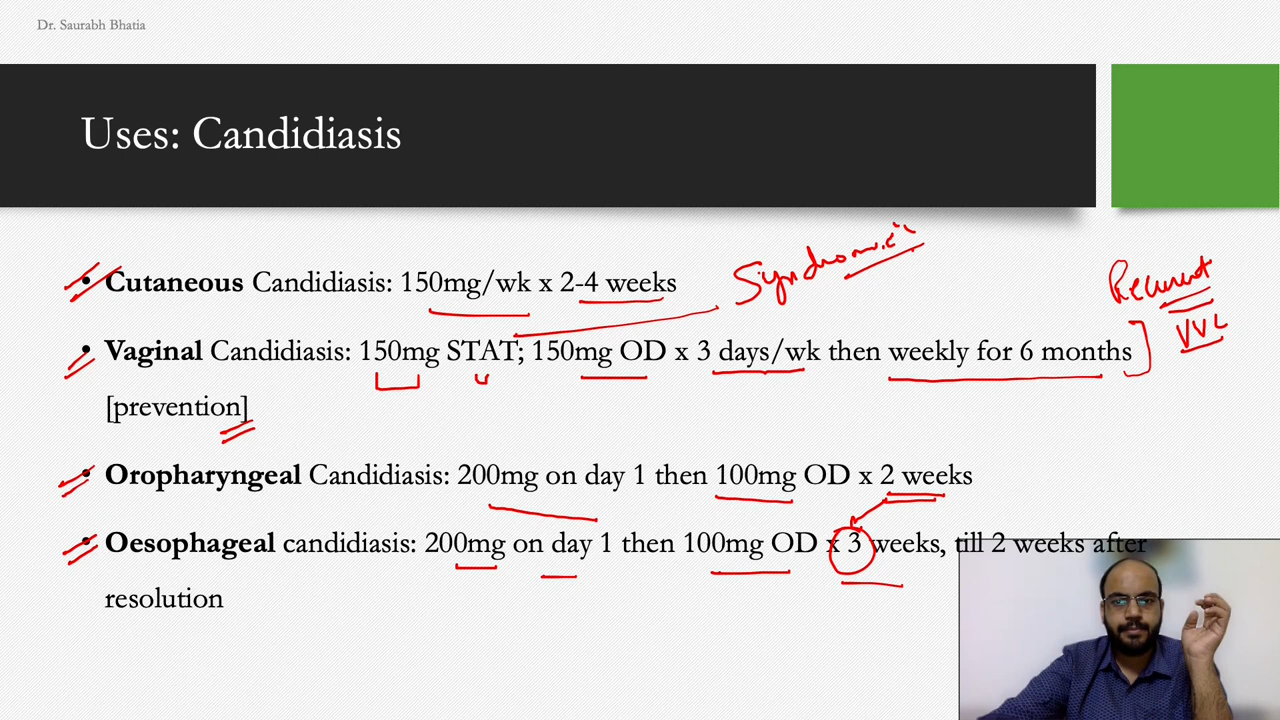 Dr. Saurabh Bhatia
Uses: Candidiasis
• Cutaneous Candidiasis: 150mg/wk x 2-4 weeks
• Vaginal Candidiasis: 150mg STAT; 150mg OD x 3 days/wk then weekly for 6 months
[prevention]
• Oropharyngeal Candidiasis: 200mg on day 1 then 100mg OD x 2 weeks
• Oesophageal candidiasis: 200mg on day 1 then 100mg OD x 3 weeks, till 2 weeks after
resolution
Syndromic
Recurrent
VVC